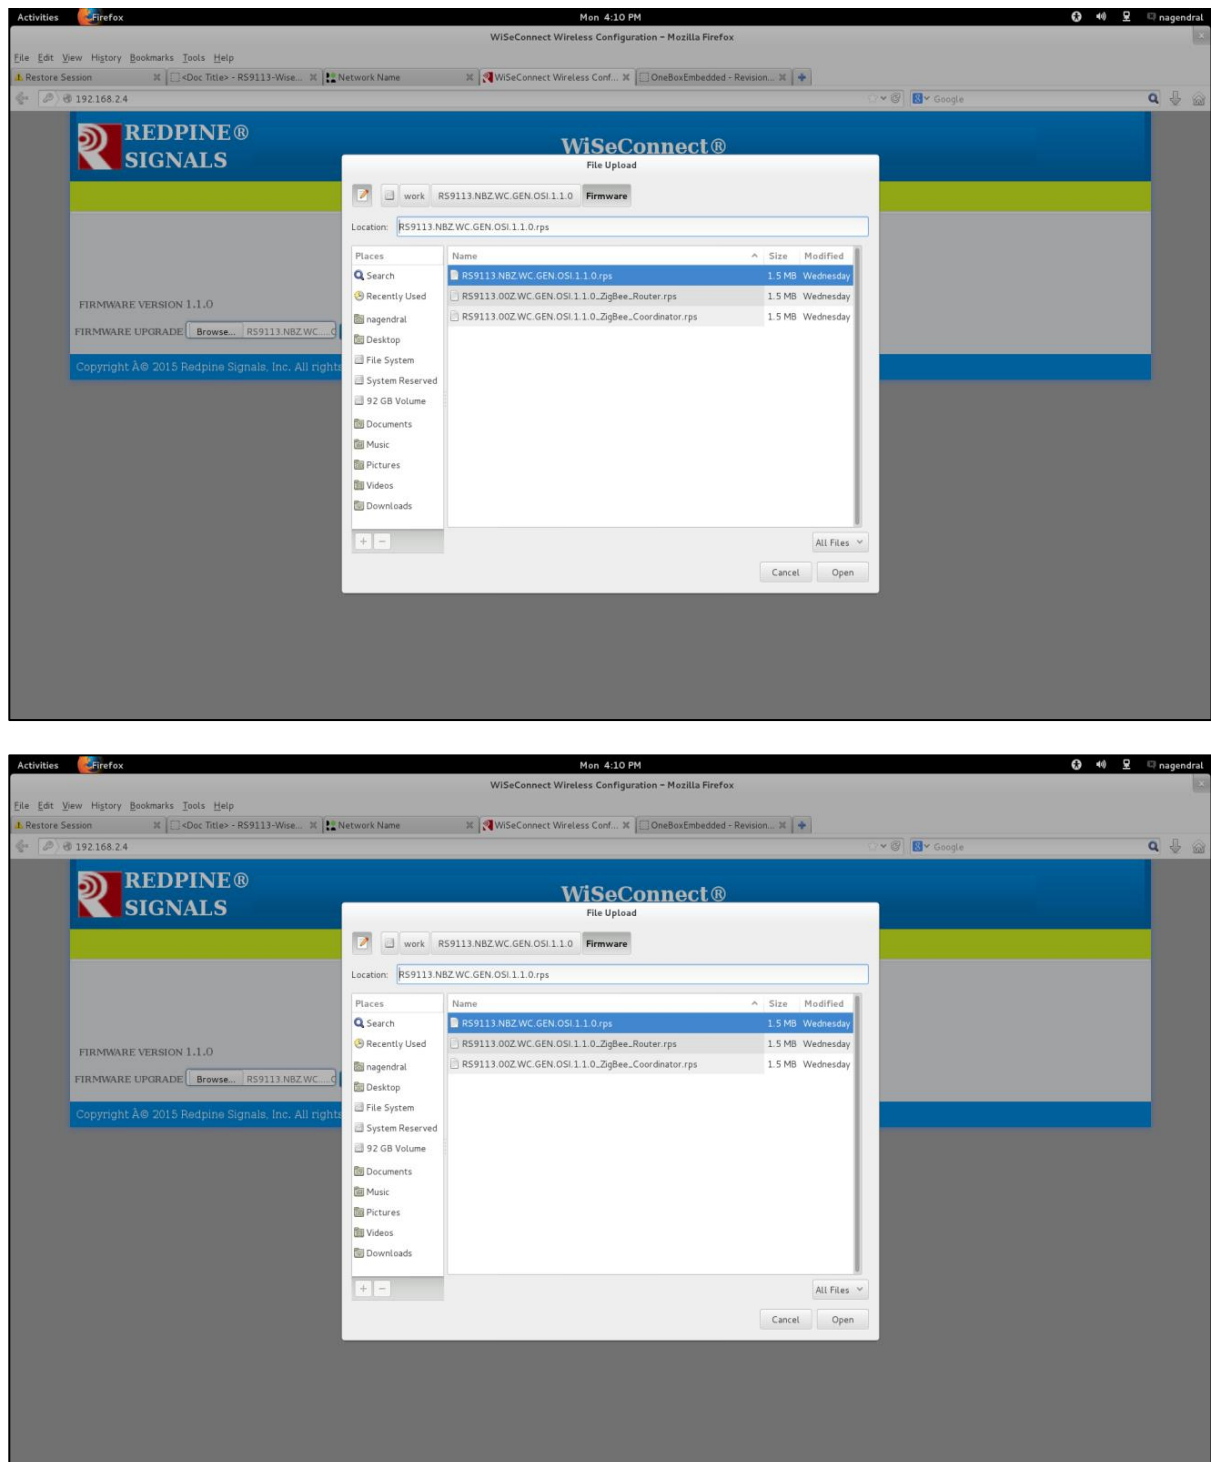 Activities Firefox Mon 4:10 PM nagendral
WiSeConnect Wireless Configuration – Mozilla Firefox
File Edit View History Bookmarks Tools Help
Restore Session <Doc Title> - RS9113-Wise... Network Name WiSeConnect Wireless Conf... OneBoxEmbedded - Revision...
192.168.2.4 Google
REDPINE®
SIGNALS
WiSeConnect®
File Upload
work RS9113.NBZ.WC.GEN.OSI.1.1.0 Firmware
Location: RS9113.NBZ.WC.GEN.OSI.1.1.0.rps
Places Name Size Modified
Search RS9113.NBZ.WC.GEN.OSI.1.1.0.rps 1.5 MB Wednesday
Recently Used RS9113.00Z.WC.GEN.OSI.1.1.0_ZigBee_Router.rps 1.5 MB Wednesday
nagendral RS9113.00Z.WC.GEN.OSI.1.1.0_ZigBee_Coordinator.rps 1.5 MB Wednesday
Desktop
File System
System Reserved
92 GB Volume
Documents
Music
Pictures
Videos
Downloads
+ −
All Files
Cancel Open
FIRMWARE VERSION 1.1.0
FIRMWARE UPGRADE Browse... RS9113.NBZ.WC....
Copyright Â© 2015 Redpine Signals, Inc. All rights
Activities Firefox Mon 4:10 PM nagendral
WiSeConnect Wireless Configuration – Mozilla Firefox
File Edit View History Bookmarks Tools Help
Restore Session <Doc Title> - RS9113-Wise... Network Name WiSeConnect Wireless Conf... OneBoxEmbedded - Revision...
192.168.2.4 Google
REDPINE®
SIGNALS
WiSeConnect®
File Upload
work RS9113.NBZ.WC.GEN.OSI.1.1.0 Firmware
Location: RS9113.NBZ.WC.GEN.OSI.1.1.0.rps
Places Name Size Modified
Search RS9113.NBZ.WC.GEN.OSI.1.1.0.rps 1.5 MB Wednesday
Recently Used RS9113.00Z.WC.GEN.OSI.1.1.0_ZigBee_Router.rps 1.5 MB Wednesday
nagendral RS9113.00Z.WC.GEN.OSI.1.1.0_ZigBee_Coordinator.rps 1.5 MB Wednesday
Desktop
File System
System Reserved
92 GB Volume
Documents
Music
Pictures
Videos
Downloads
+ −
All Files
Cancel Open
FIRMWARE VERSION 1.1.0
FIRMWARE UPGRADE Browse... RS9113.NBZ.WC....
Copyright Â© 2015 Redpine Signals, Inc. All rights